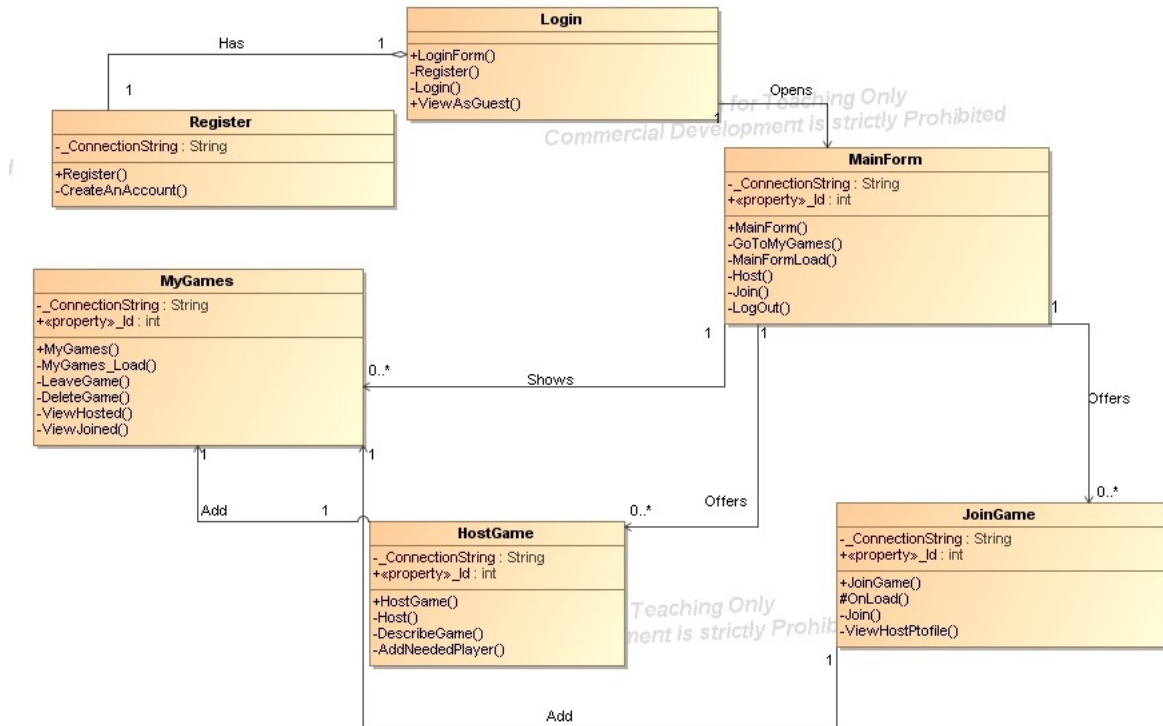 Login
+LoginForm()
-Register()
-Login()
+ViewAsGuest()
Has
1
1
Opens
1
for Teaching Only
Commercial Development is strictly Prohibited
Register
-_ConnectionString : String
+Register()
-CreateAnAccount()
MainForm
-_ConnectionString : String
+«property»_Id : int
+MainForm()
-GoToMyGames()
-MainFormLoad()
-Host()
-Join()
-LogOut()
MyGames
-_ConnectionString : String
+«property»_Id : int
+MyGames()
-MyGames_Load()
-LeaveGame()
-DeleteGame()
-ViewHosted()
-ViewJoined()
1
1
1
0..*
Shows
Offers
1
1
Add
1
0..*
Offers
0..*
HostGame
-_ConnectionString : String
+«property»_Id : int
+HostGame()
-Host()
-DescribeGame()
-AddNeededPlayer()
JoinGame
-_ConnectionString : String
+«property»_Id : int
+JoinGame()
#OnLoad()
-Join()
-ViewHostPtofile()
Teaching Only
is strictly
1
Add